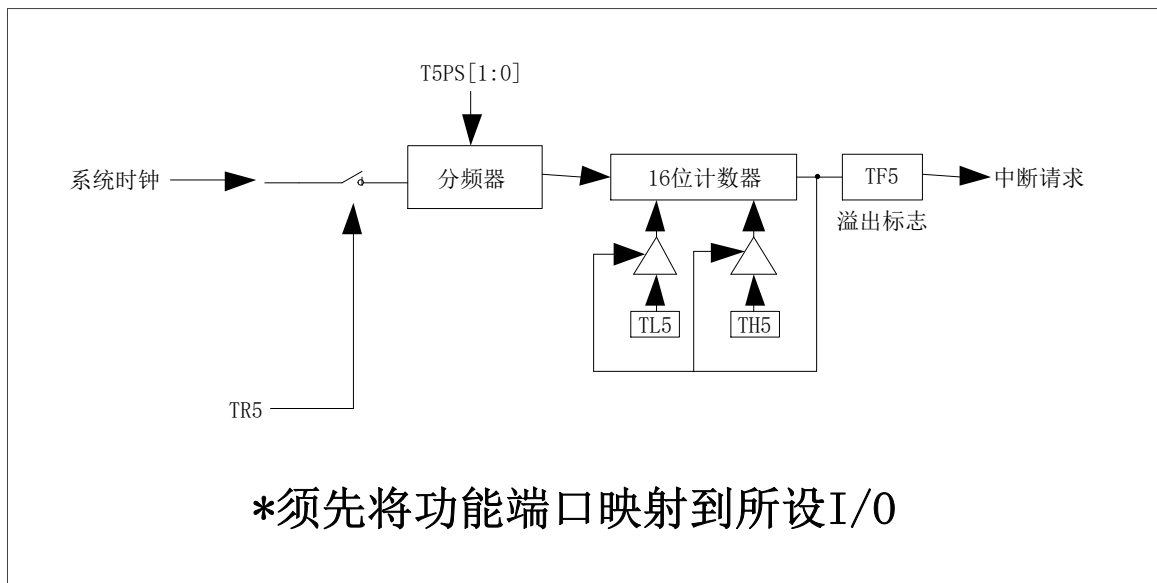 T5PS[1:0]
系统时钟
分频器
16位计数器
TF5
中断请求
溢出标志
TL5
TH5
TR5
*须先将功能端口映射到所设I/O